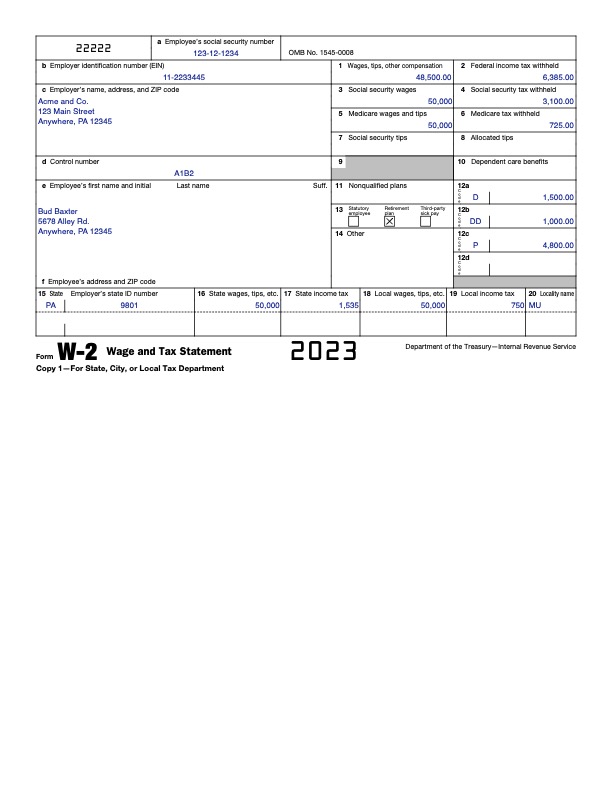 22222
a Employee's social security number
123-12-1234
OMB No. 1545-0008
b Employer identification number (EIN)
11-2233445
1 Wages, tips, other compensation
48,500.00
2 Federal income tax withheld
6,385.00
c Employer's name, address, and ZIP code
Acme and Co.
123 Main Street
Anywhere, PA 12345
3 Social security wages
50,000
4 Social security tax withheld
3,100.00
5 Medicare wages and tips
50,000
6 Medicare tax withheld
725.00
7 Social security tips
8 Allocated tips
d Control number
A1B2
9
10 Dependent care benefits
e Employee's first name and initial Last name Suff.
Bud Baxter
5678 Alley Rd.
Anywhere, PA 12345
11 Nonqualified plans
12a
Code
D 1,500.00
13 Statutory employee Retirement plan Third-party sick pay
12b
Code
DD 1,000.00
14 Other
12c
Code
P 4,800.00
12d
Code
f Employee's address and ZIP code
15 State Employer's state ID number 16 State wages, tips, etc. 17 State income tax 18 Local wages, tips, etc. 19 Local income tax 20 Locality name
PA 9801 50,000 1,535 50,000 750 MU
Form W-2 Wage and Tax Statement 2023 Department of the Treasury—Internal Revenue Service
Copy 1—For State, City, or Local Tax Department